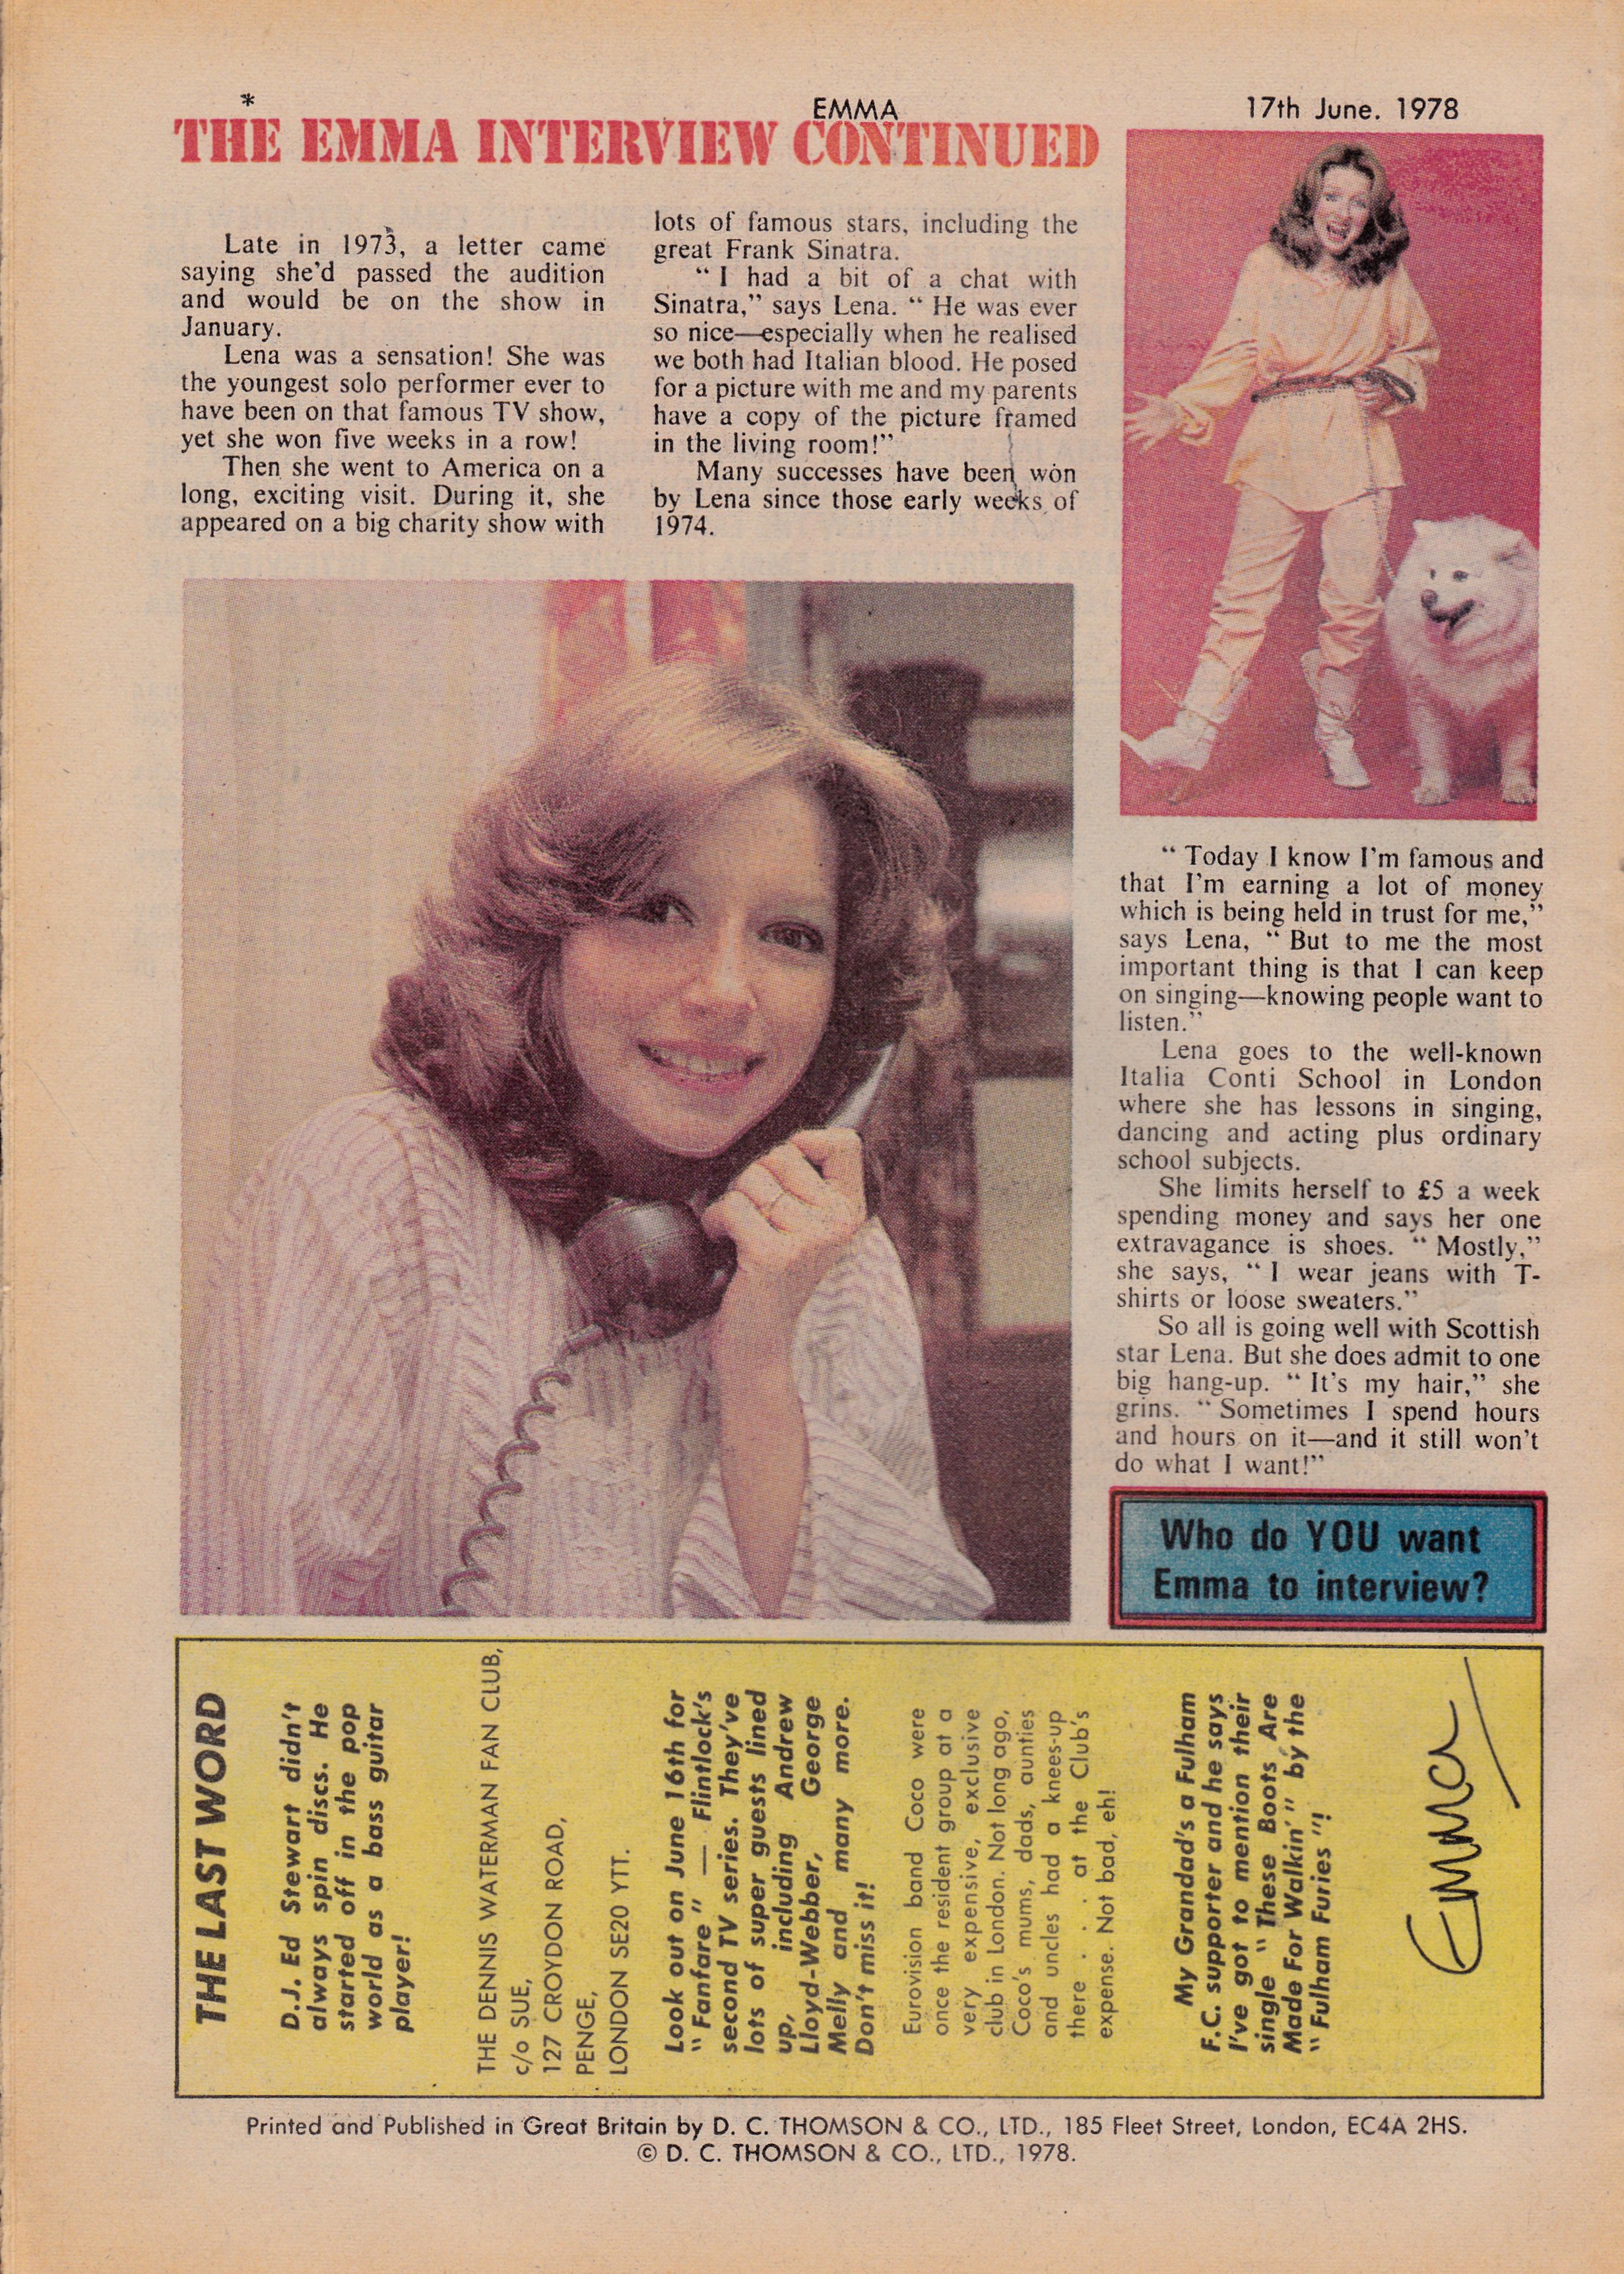 *
EMMA
17th June. 1978
THE EMMA INTERVIEW CONTINUED
Late in 1973, a letter came
saying she'd passed the audition
and would be on the show in
January.
Lena was a sensation! She was
the youngest solo performer ever to
have been on that famous TV show,
yet she won five weeks in a row!
Then she went to America on a
long, exciting visit. During it, she
appeared on a big charity show with
lots of famous stars, including the
great Frank Sinatra.
“ I had a bit of a chat with
Sinatra,” says Lena. “ He was ever
so nice—especially when he realised
we both had Italian blood. He posed
for a picture with me and my parents
have a copy of the picture framed
in the living room!”
Many successes have been won
by Lena since those early weeks of
1974.
“ Today I know I'm famous and
that I'm earning a lot of money
which is being held in trust for me,”
says Lena, “ But to me the most
important thing is that I can keep
on singing—knowing people want to
listen.”
Lena goes to the well-known
Italia Conti School in London
where she has lessons in singing,
dancing and acting plus ordinary
school subjects.
She limits herself to £5 a week
spending money and says her one
extravagance is shoes. “ Mostly,”
she says, “ I wear jeans with T-
shirts or loose sweaters.”
So all is going well with Scottish
star Lena. But she does admit to one
big hang-up. “ It's my hair,” she
grins. “ Sometimes I spend hours
and hours on it—and it still won't
do what I want!”
Who do YOU want
Emma to interview?
THE LAST WORD
D.J. Ed Stewart didn't
always spin discs. He
started off in the pop
world as a bass guitar
player!
THE DENNIS WATERMAN FAN CLUB,
c/o SUE,
127 CROYDON ROAD,
PENGE,
LONDON SE20 YTT.
Look out on June 16th for
“ Fanfare ” — Flintlock's
second TV series. They've
lots of super guests lined
up, including Andrew
Lloyd-Webber, George
Melly and many more.
Don't miss it!
Eurovision band Coco were
once the resident group at a
very expensive, exclusive
club in London. Not long ago,
Coco's mums, dads, aunties
and uncles had a knees-up
there . . . at the Club's
expense. Not bad, eh!
My Grandad's a Fulham
F.C. supporter and he says
I've got to mention their
single “ These Boots Are
Made For Walkin' ” by the
“ Fulham Furies ”!
Emma
Printed and Published in Great Britain by D. C. THOMSON & CO., LTD., 185 Fleet Street, London, EC4A 2HS.
© D. C. THOMSON & CO., LTD., 1978.